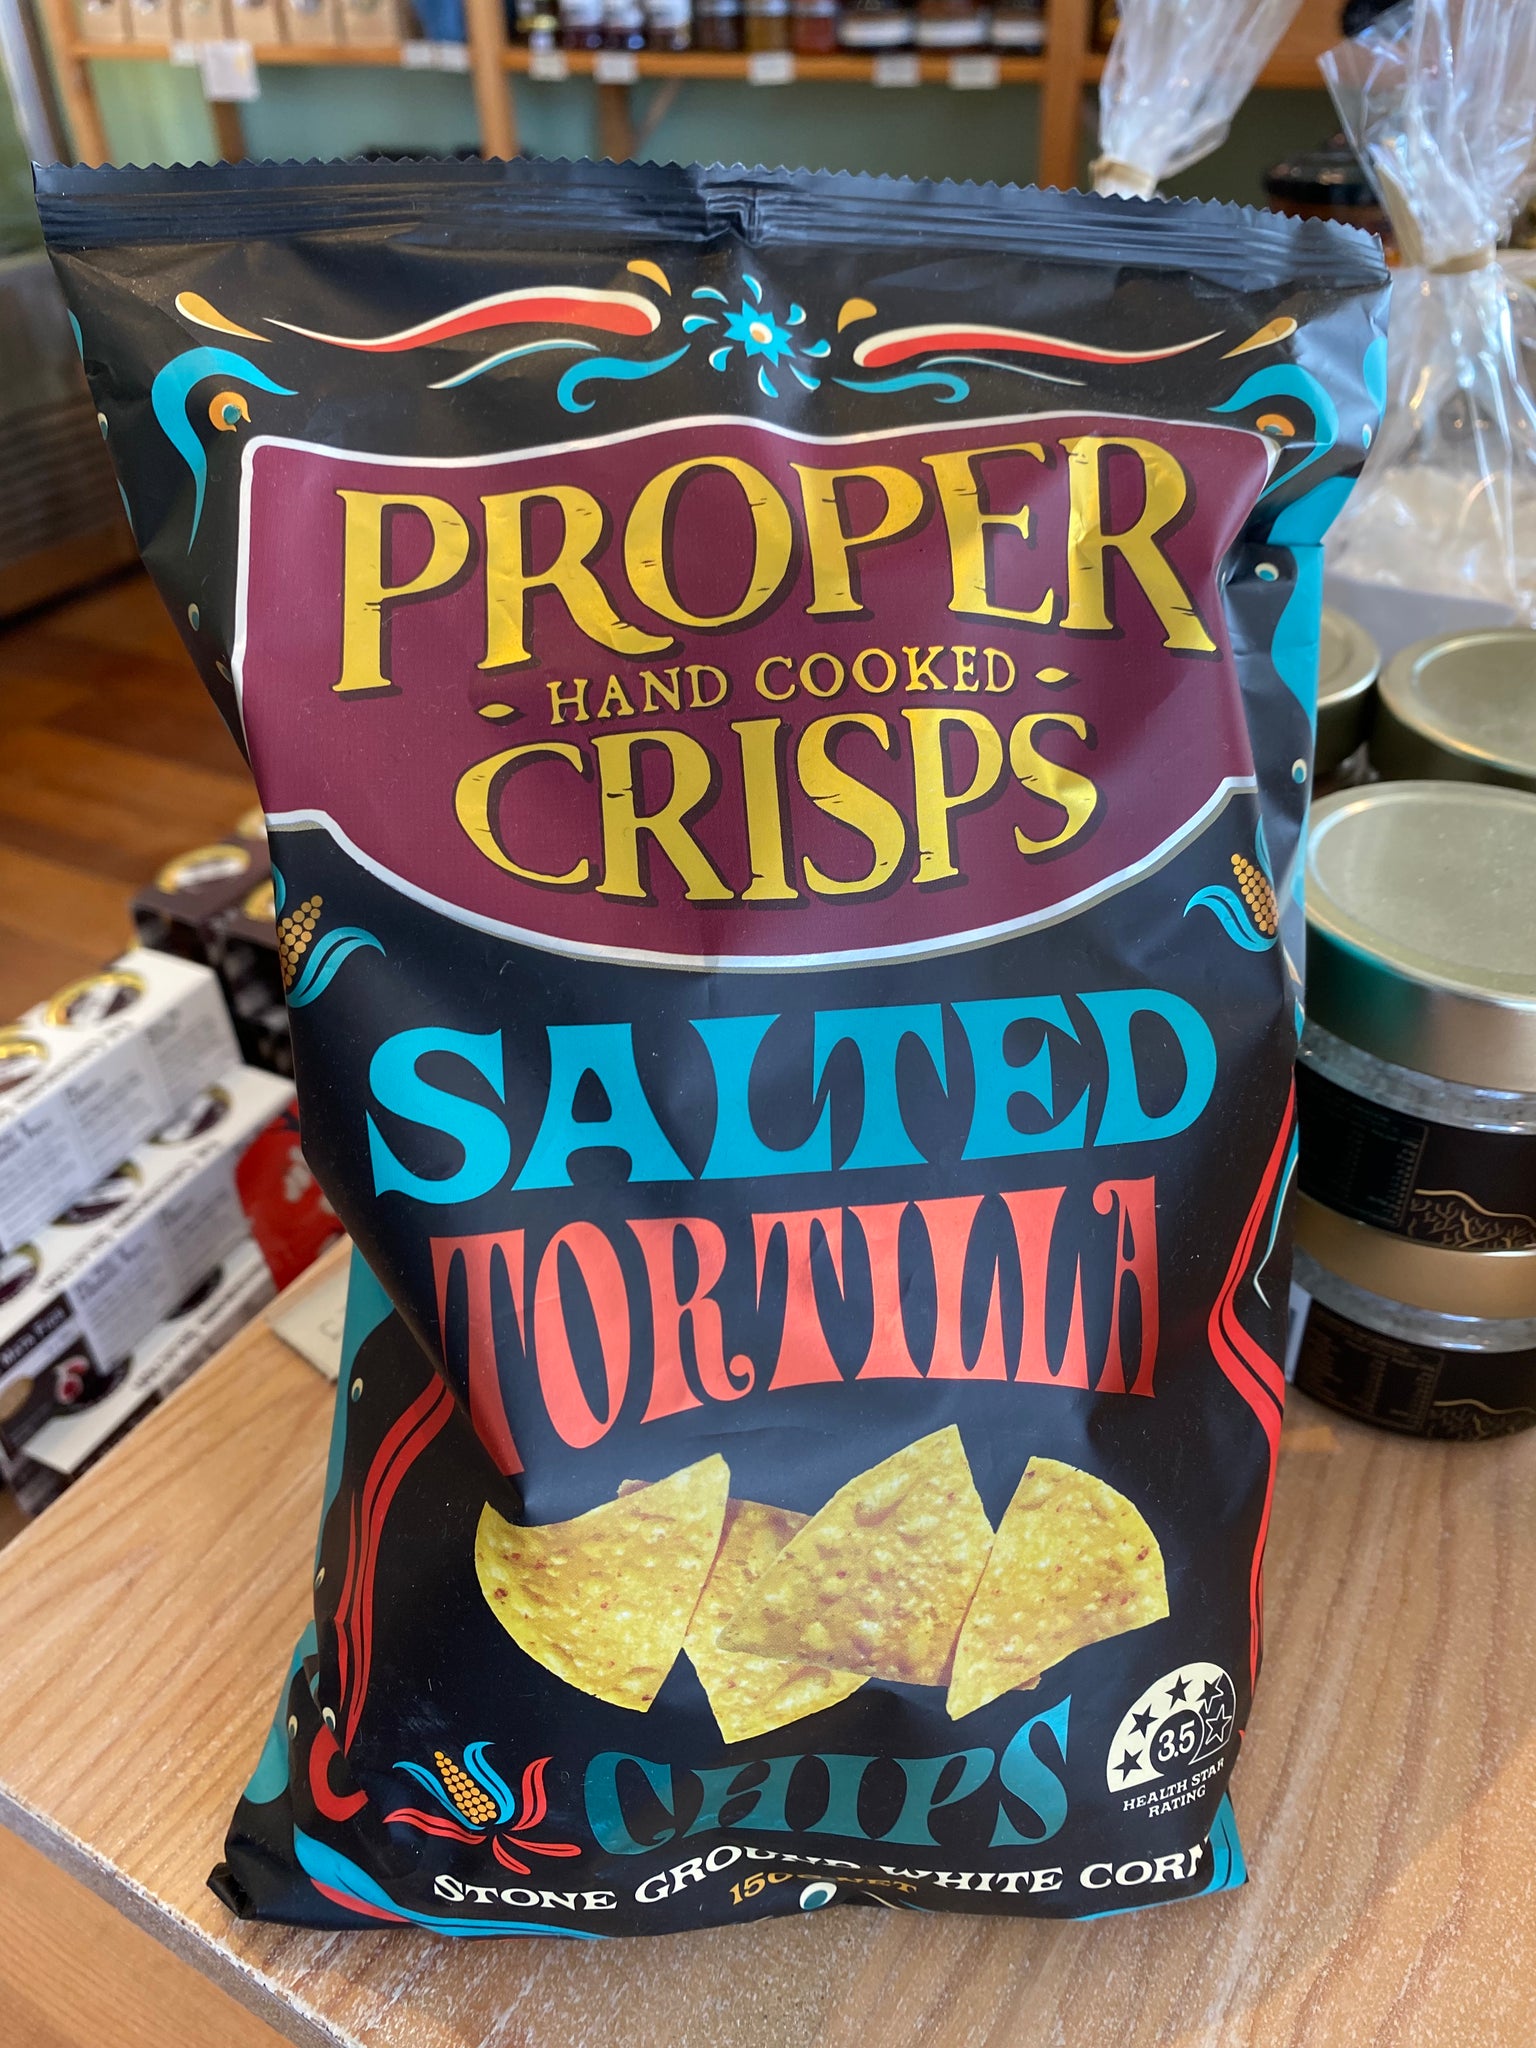 PROPER
HAND COOKED
CRISPS
SALTED
TORTILLA
CHIPS
3.5
HEALTH STAR
RATING
STONE GROUND WHITE CORN